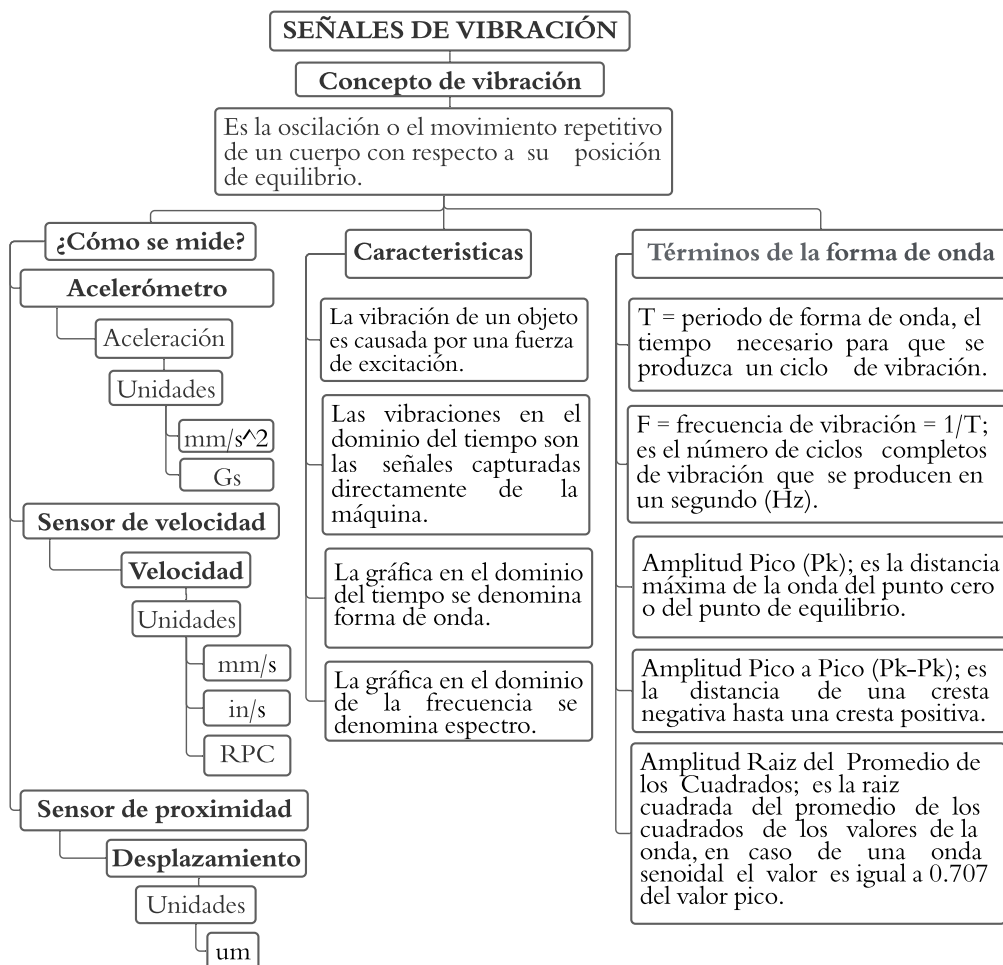 SEÑALES DE VIBRACIÓN
Concepto de vibración
Es la oscilación o el movimiento repetitivo
de un cuerpo con respecto a su posición
de equilibrio.
¿Cómo se mide?
Acelerómetro
Aceleración
Unidades
mm/s^2
Gs
Sensor de velocidad
Velocidad
Unidades
mm/s
in/s
RPC
Sensor de proximidad
Desplazamiento
Unidades
um
Caracteristicas
La vibración de un objeto
es causada por una fuerza
de excitación.
Las vibraciones en el
dominio del tiempo son
las señales capturadas
directamente de la
máquina.
La gráfica en el dominio
del tiempo se denomina
forma de onda.
La gráfica en el dominio
de la frecuencia se
denomina espectro.
Términos de la forma de onda
T = periodo de forma de onda, el
tiempo necesario para que se
produzca un ciclo de vibración.
F = frecuencia de vibración = 1/T;
es el número de ciclos completos
de vibración que se producen en
un segundo (Hz).
Amplitud Pico (Pk); es la distancia
máxima de la onda del punto cero
o del punto de equilibrio.
Amplitud Pico a Pico (Pk-Pk); es
la distancia de una cresta
negativa hasta una cresta positiva.
Amplitud Raiz del Promedio de
los Cuadrados; es la raiz
cuadrada del promedio de los
cuadrados de los valores de la
onda, en caso de una onda
senoidal el valor es igual a 0.707
del valor pico.